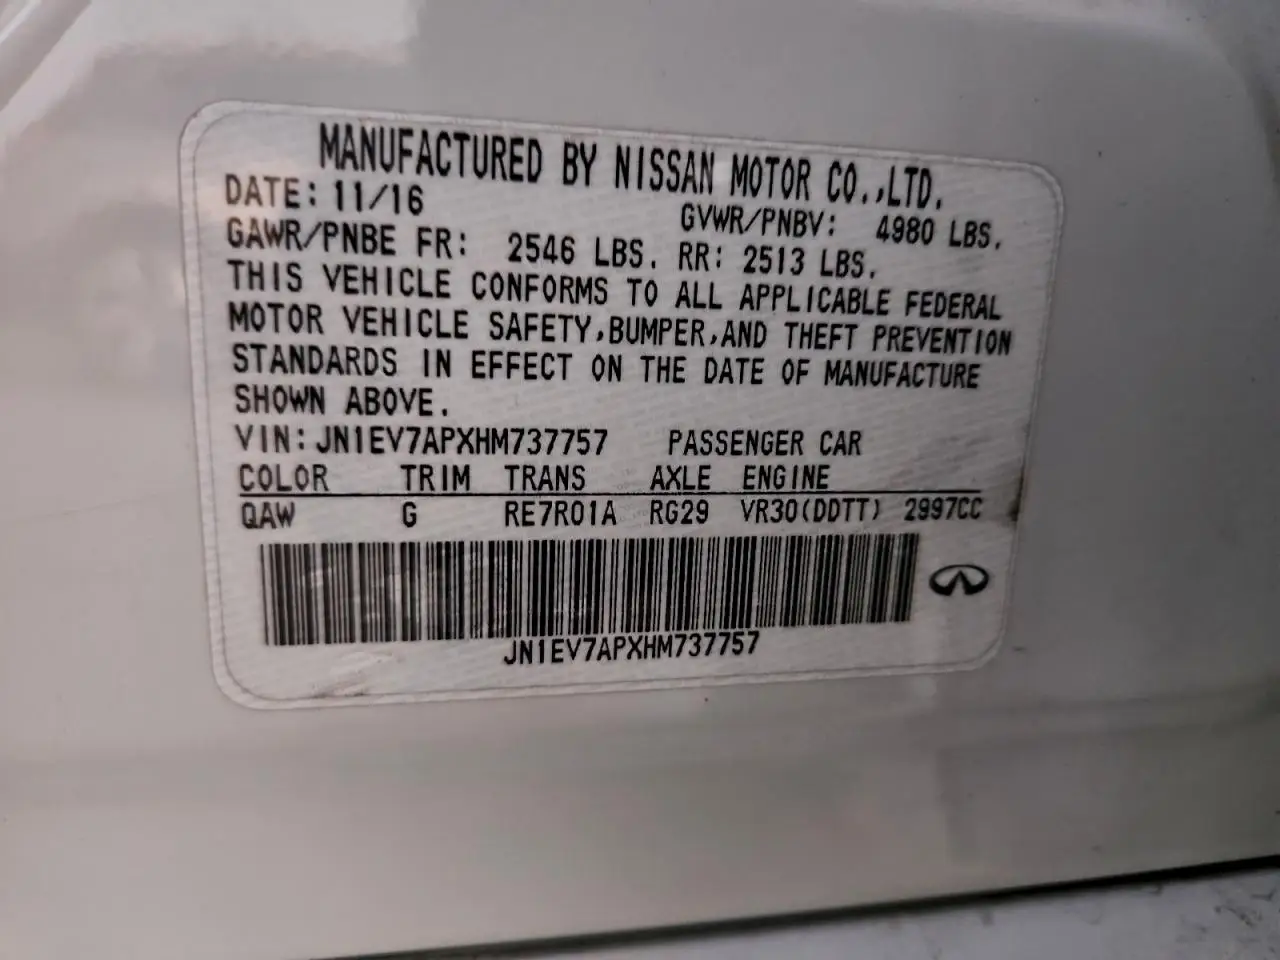 MANUFACTURED BY NISSAN MOTOR CO.,LTD.
DATE: 11/16 GVWR/PNBV: 4980 LBS.
GAWR/PNBE FR: 2546 LBS. RR: 2513 LBS.
THIS VEHICLE CONFORMS TO ALL APPLICABLE FEDERAL
MOTOR VEHICLE SAFETY,BUMPER,AND THEFT PREVENTION
STANDARDS IN EFFECT ON THE DATE OF MANUFACTURE
SHOWN ABOVE.
VIN: JN1EV7APXHM737757 PASSENGER CAR
COLOR TRIM TRANS AXLE ENGINE
QAW G RE7R01A RG29 VR30(DDTT) 2997CC
JN1EV7APXHM737757